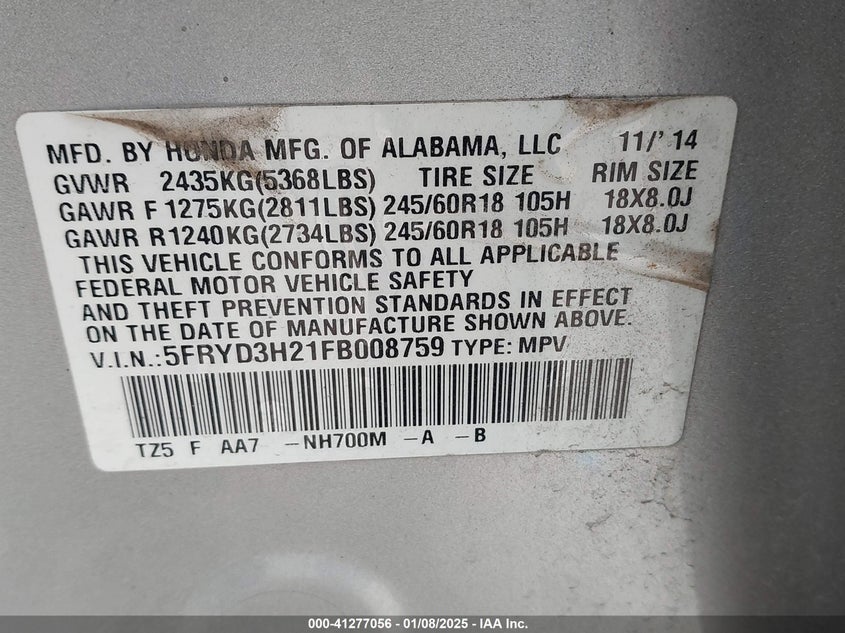 MFD. BY HONDA MFG. OF ALABAMA, LLC 11/'14
GVWR 2435KG(5368LBS) TIRE SIZE RIM SIZE
GAWR F 1275KG(2811LBS) 245/60R18 105H 18X8.0J
GAWR R1240KG(2734LBS) 245/60R18 105H 18X8.0J
THIS VEHICLE CONFORMS TO ALL APPLICABLE
FEDERAL MOTOR VEHICLE SAFETY
AND THEFT PREVENTION STANDARDS IN EFFECT
ON THE DATE OF MANUFACTURE SHOWN ABOVE.
V.I.N.:5FRYD3H21FB008759 TYPE: MPV
TZ5 F AA7 -NH700M -A -B
000-41277056 - 01/08/2025 - IAA Inc.